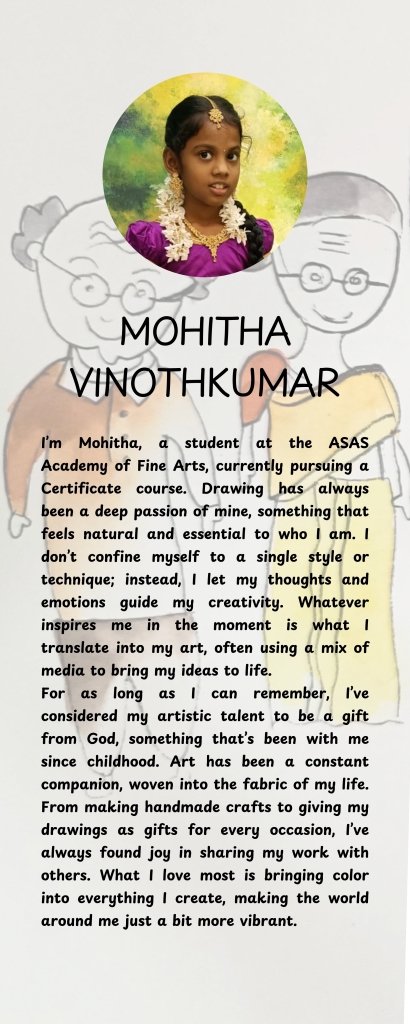 MOHITHA
VINOTHKUMAR
I'm Mohitha, a student at the ASAS
Academy of Fine Arts, currently pursuing a
Certificate course. Drawing has always
been a deep passion of mine, something that
feels natural and essential to who I am. I
don't confine myself to a single style or
technique; instead, I let my thoughts and
emotions guide my creativity. Whatever
inspires me in the moment is what I
translate into my art, often using a mix of
media to bring my ideas to life.
For as long as I can remember, I've
considered my artistic talent to be a gift
from God, something that's been with me
since childhood. Art has been a constant
companion, woven into the fabric of my life.
From making handmade crafts to giving my
drawings as gifts for every occasion, I've
always found joy in sharing my work with
others. What I love most is bringing color
into everything I create, making the world
around me just a bit more vibrant.